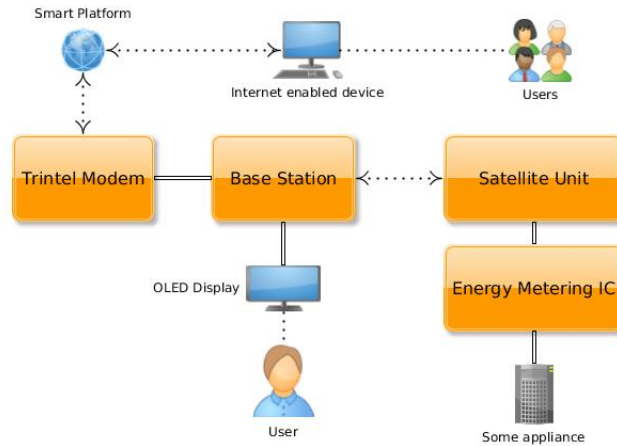 Smart Platform
Internet enabled device
Users
Trintel Modem
Base Station
Satellite Unit
OLED Display
Energy Metering IC
User
Some appliance